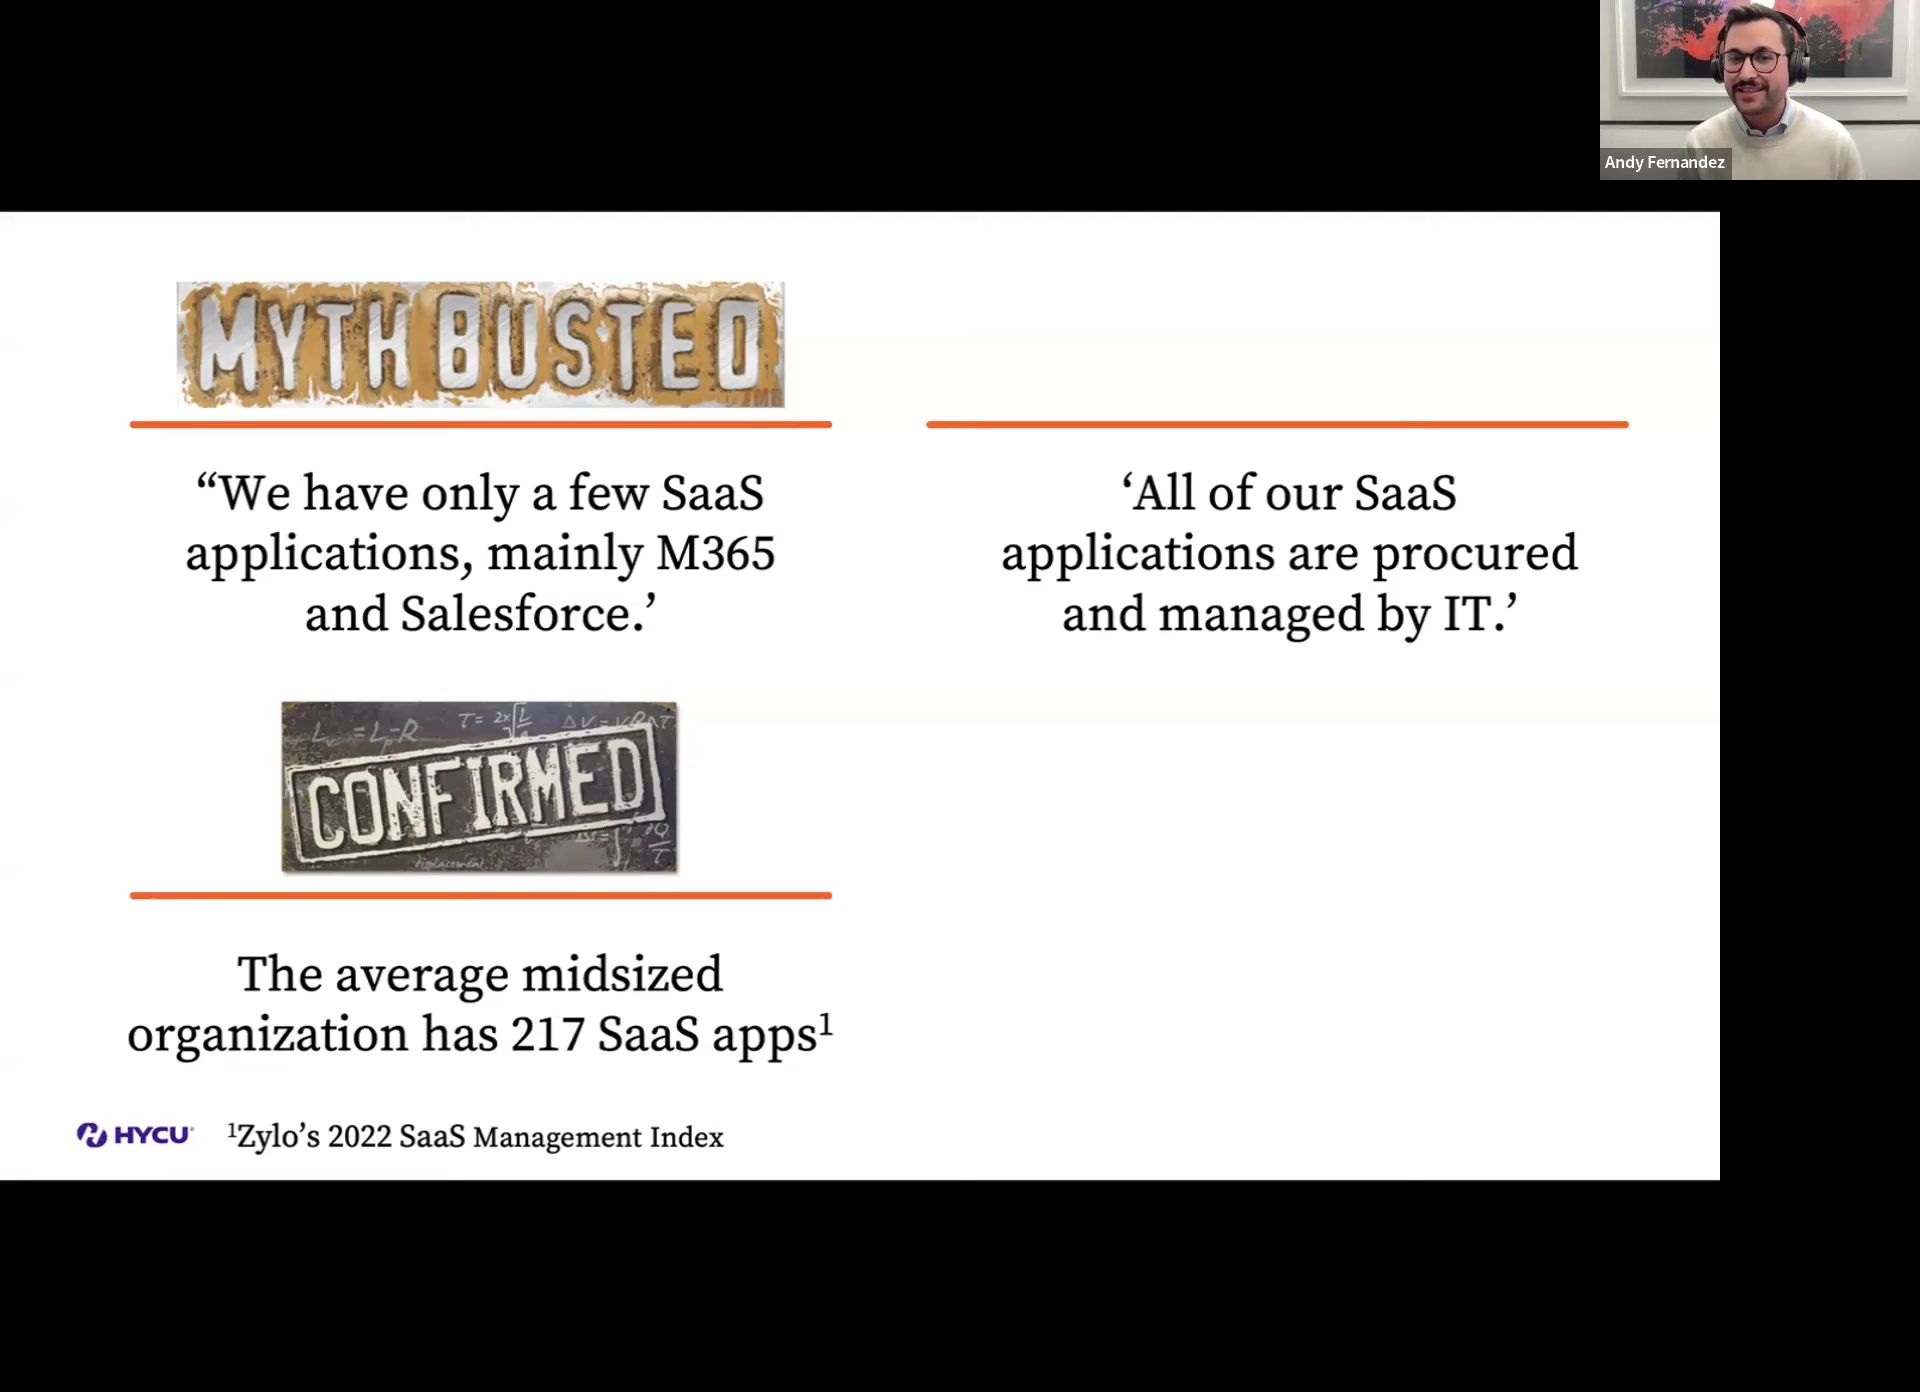 Andy Fernandez
MYTH BUSTED
“We have only a few SaaS
applications, mainly M365
and Salesforce.’
‘All of our SaaS
applications are procured
and managed by IT.’
CONFIRMED
displacement
The average midsized
organization has 217 SaaS apps¹
HYCU
¹Zylo’s 2022 SaaS Management Index